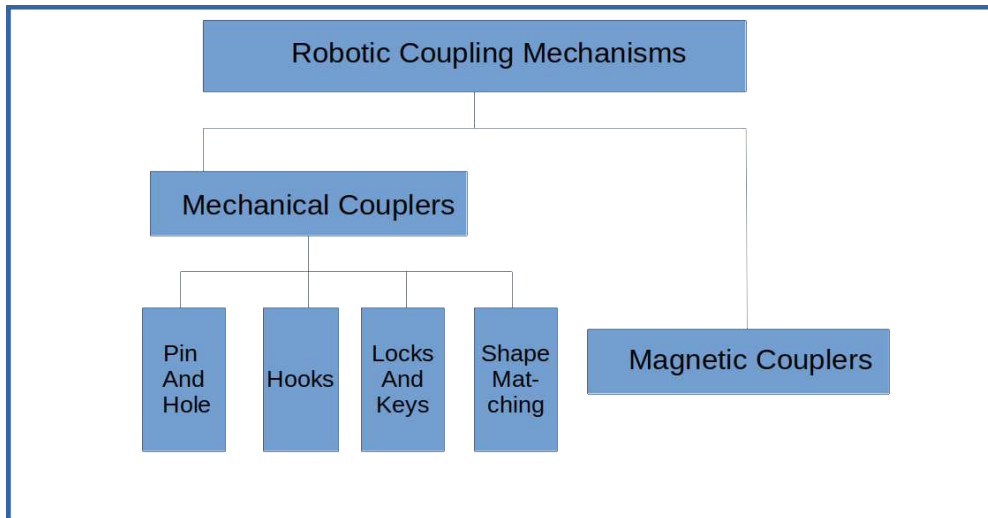 Robotic Coupling Mechanisms
Mechanical Couplers
Pin
And
Hole
Hooks
Locks
And
Keys
Shape
Mat-
ching
Magnetic Couplers